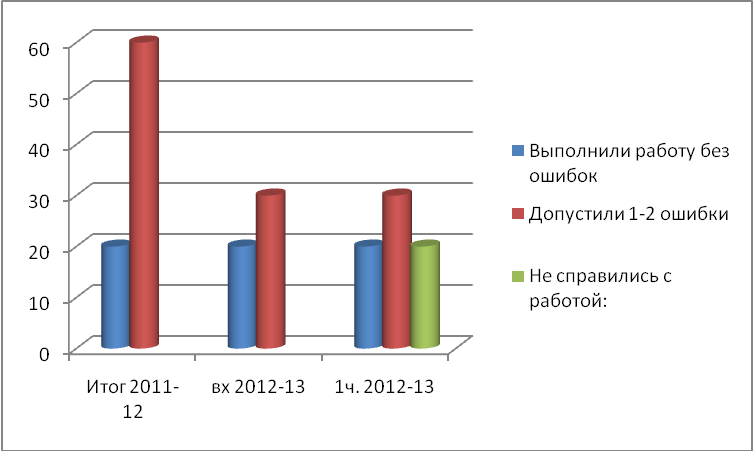 60
50
40
30
20
10
0
Итог 2011-
12
вх 2012-13
1ч. 2012-13
Выполнили работу без
ошибок
Допустили 1-2 ошибки
Не справились с
работой: